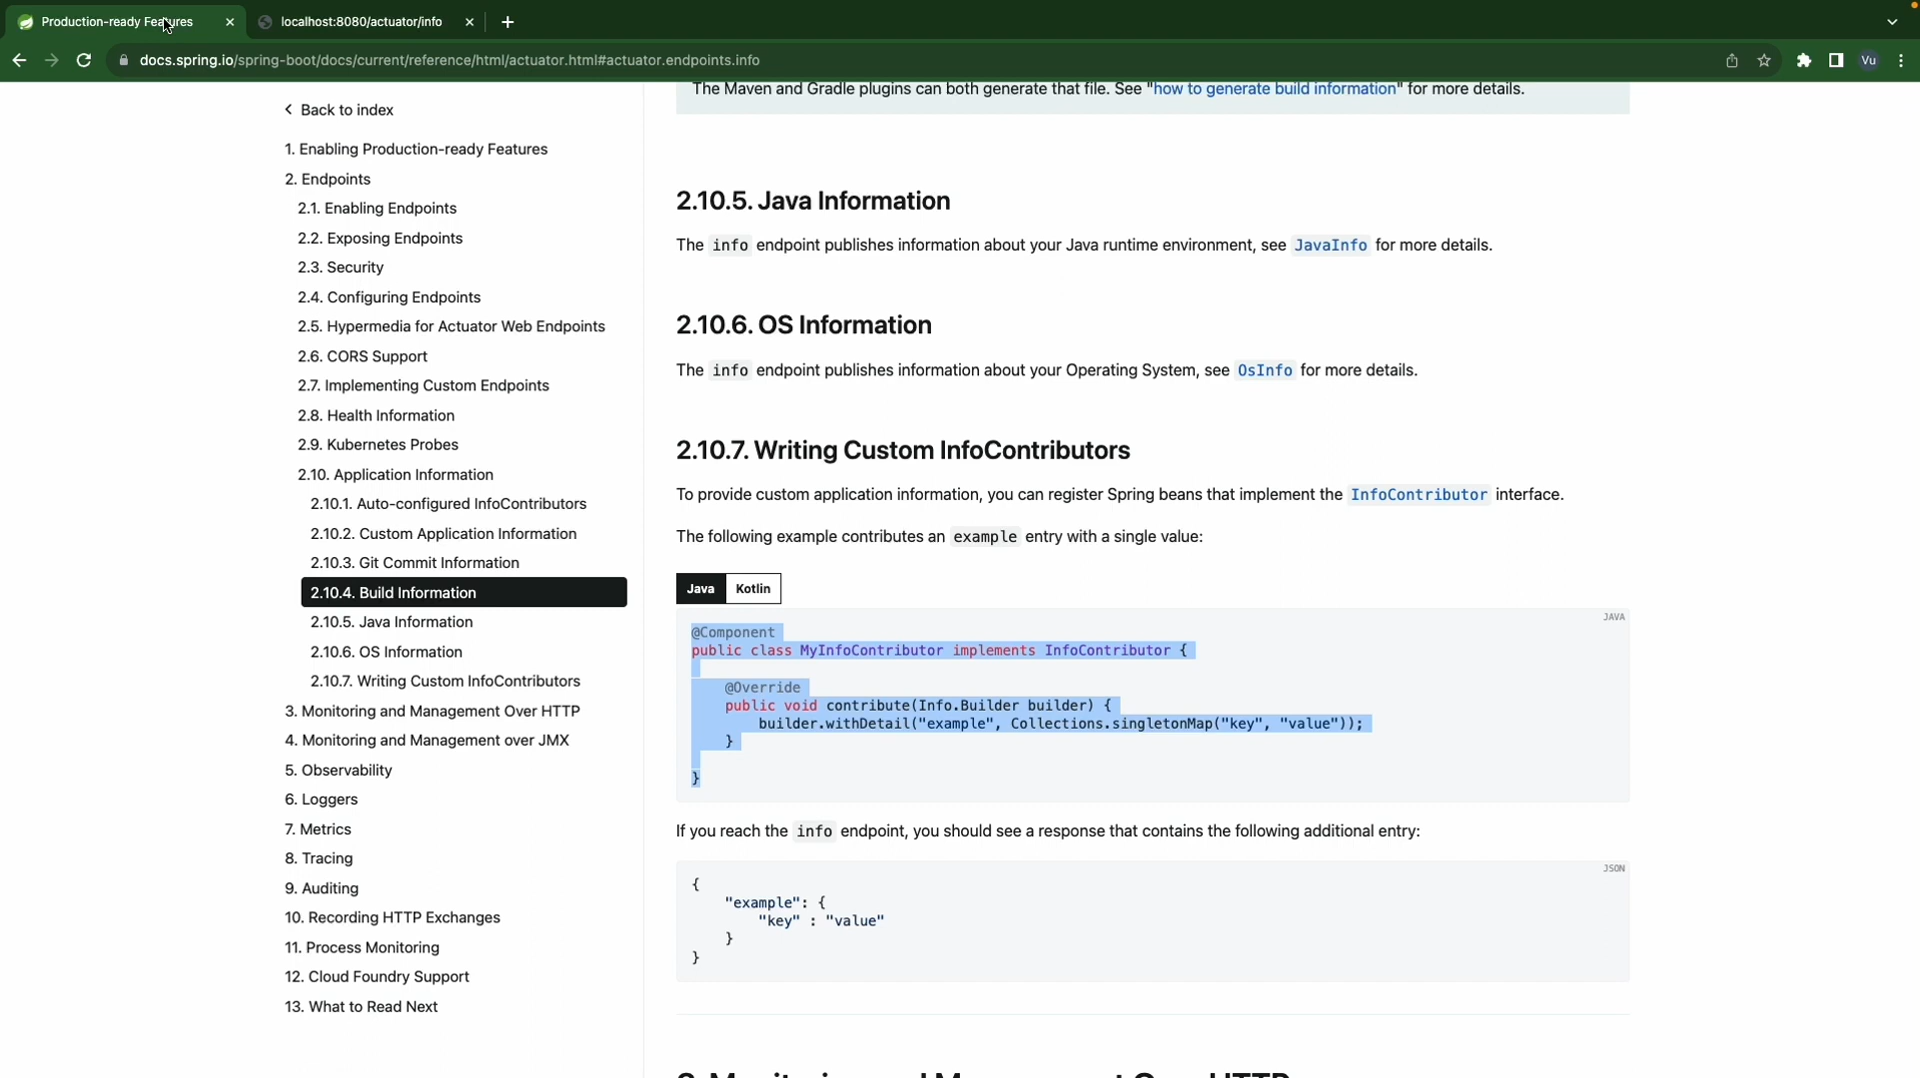 Production-ready Features
localhost:8080/actuator/info
docs.spring.io/spring-boot/docs/current/reference/html/actuator.html#actuator.endpoints.info
Vu
Back to index
1. Enabling Production-ready Features
2. Endpoints
2.1. Enabling Endpoints
2.2. Exposing Endpoints
2.3. Security
2.4. Configuring Endpoints
2.5. Hypermedia for Actuator Web Endpoints
2.6. CORS Support
2.7. Implementing Custom Endpoints
2.8. Health Information
2.9. Kubernetes Probes
2.10. Application Information
2.10.1. Auto-configured InfoContributors
2.10.2. Custom Application Information
2.10.3. Git Commit Information
2.10.4. Build Information
2.10.5. Java Information
2.10.6. OS Information
2.10.7. Writing Custom InfoContributors
3. Monitoring and Management Over HTTP
4. Monitoring and Management over JMX
5. Observability
6. Loggers
7. Metrics
8. Tracing
9. Auditing
10. Recording HTTP Exchanges
11. Process Monitoring
12. Cloud Foundry Support
13. What to Read Next
The Maven and Gradle plugins can both generate that file. See "how to generate build information" for more details.
2.10.5. Java Information
The info endpoint publishes information about your Java runtime environment, see JavaInfo for more details.
2.10.6. OS Information
The info endpoint publishes information about your Operating System, see OsInfo for more details.
2.10.7. Writing Custom InfoContributors
To provide custom application information, you can register Spring beans that implement the InfoContributor interface.
The following example contributes an example entry with a single value:
Java Kotlin
JAVA
@Component
public class MyInfoContributor implements InfoContributor {
@Override
public void contribute(Info.Builder builder) {
builder.withDetail("example", Collections.singletonMap("key", "value"));
}
}
If you reach the info endpoint, you should see a response that contains the following additional entry:
JSON
{
"example": {
"key" : "value"
}
}